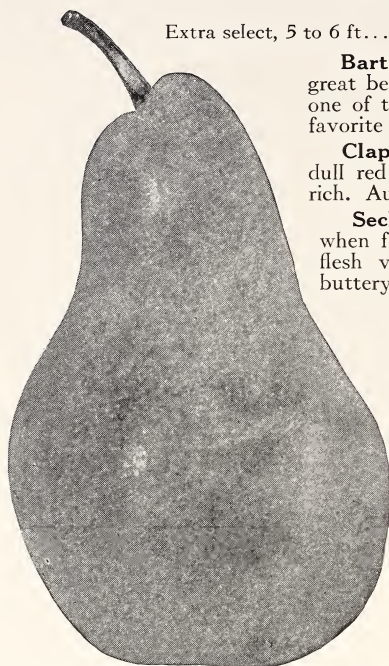 Extra select, 5 to 6 ft...
Bart
great be
one of t
favorite
Clap
dull red
rich. Au
Sec
when f
flesh v
buttery